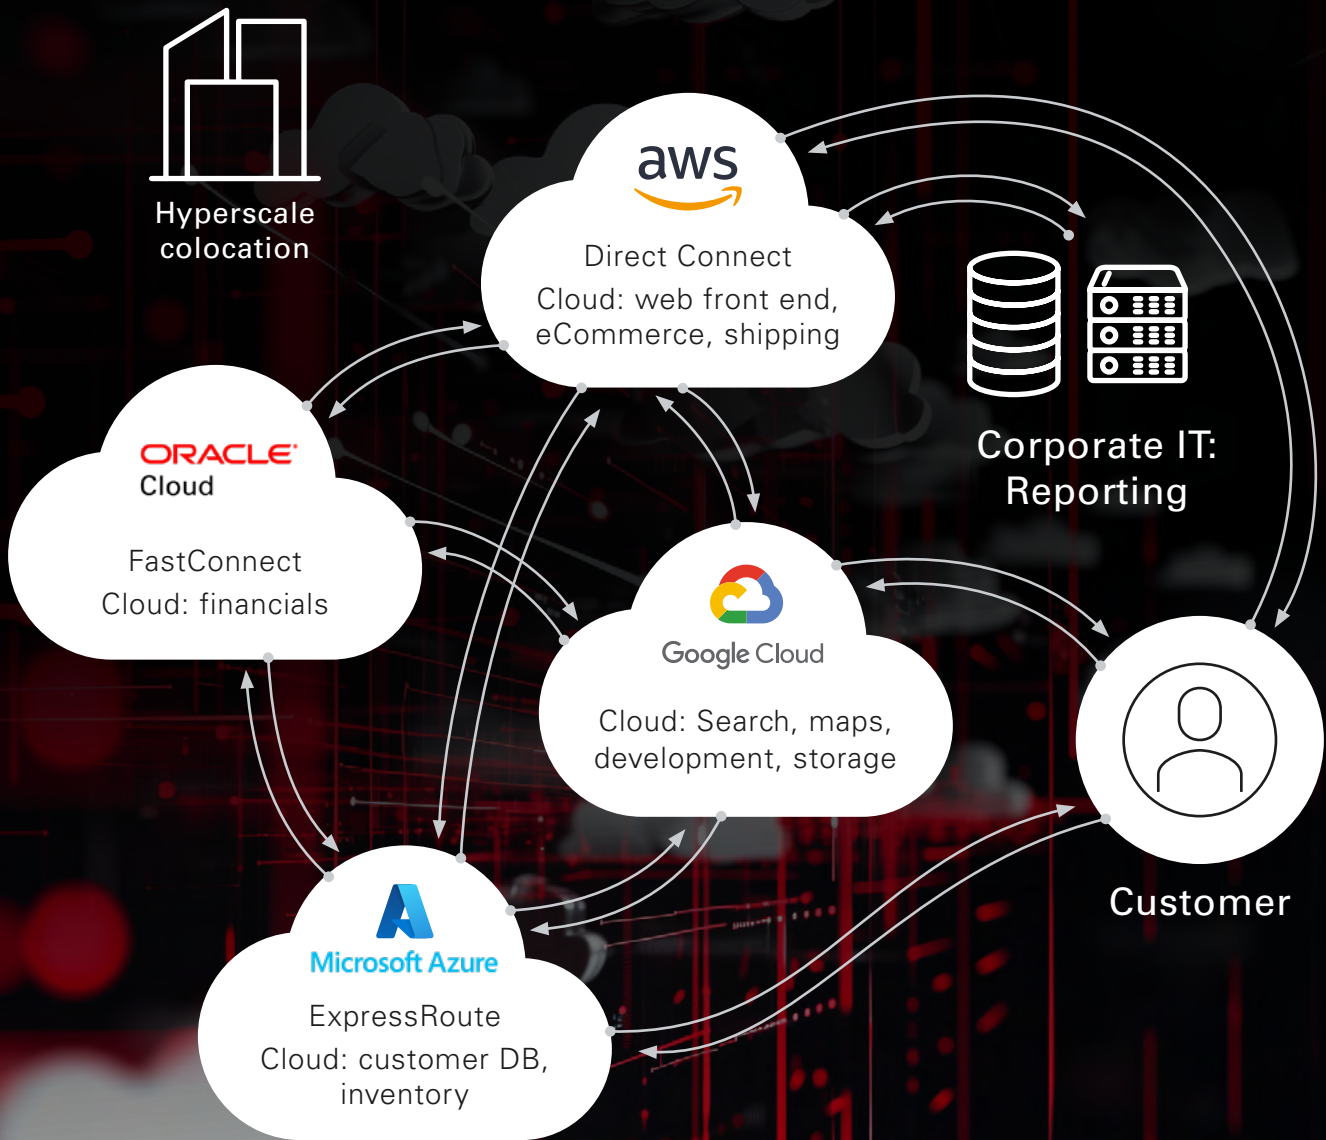 Hyperscale
colocation
aws
Direct Connect
Cloud: web front end,
eCommerce, shipping
Corporate IT:
Reporting
ORACLE®
Cloud
FastConnect
Cloud: financials
Google Cloud
Cloud: Search, maps,
development, storage
Customer
Microsoft Azure
ExpressRoute
Cloud: customer DB,
inventory